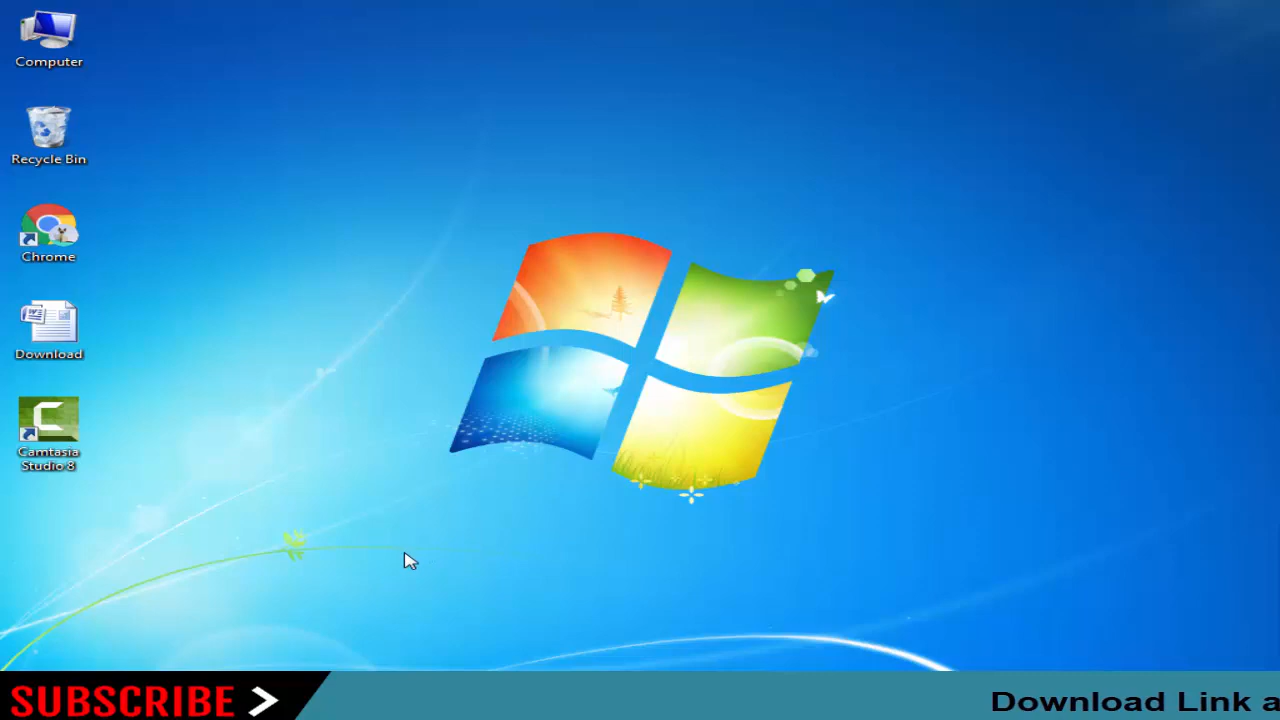 Computer
Recycle Bin
Chrome
Download
Camtasia
Studio 8
SUBSCRIBE
Download Link a